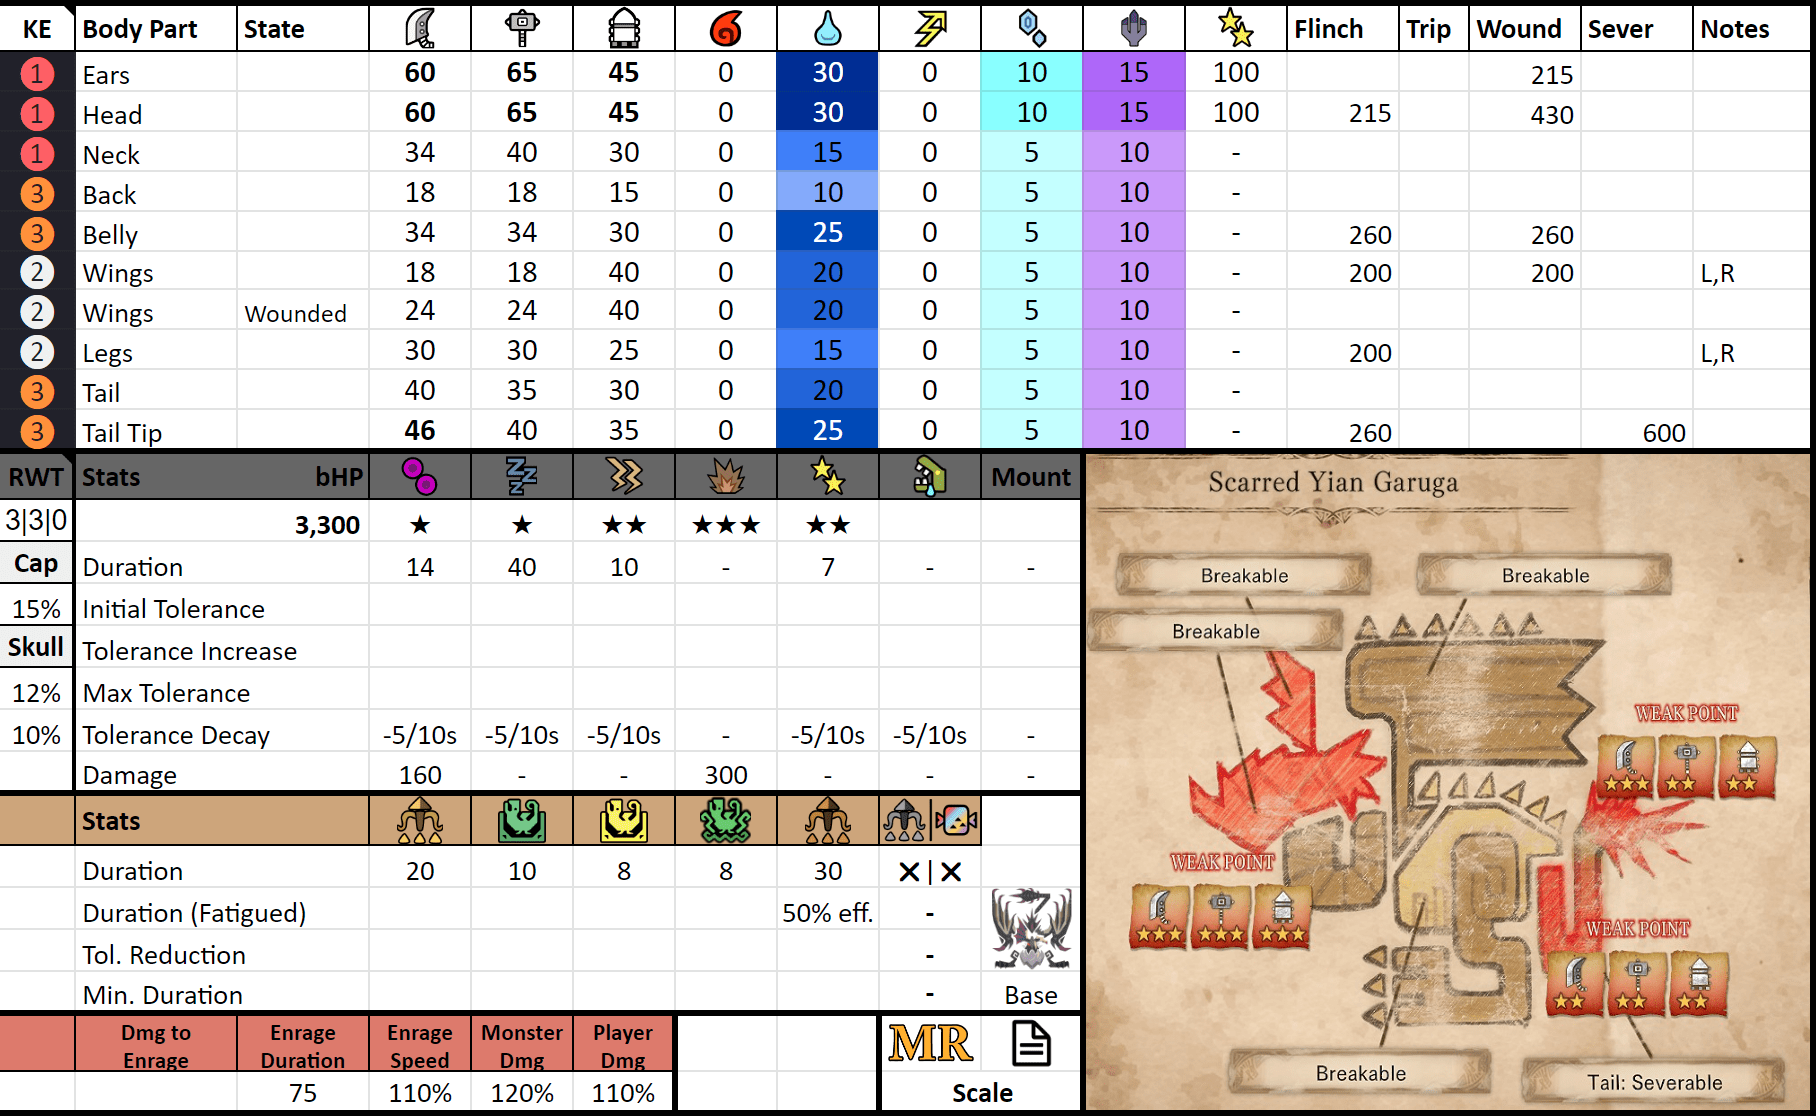 KE Body Part State Flinch Trip Wound Sever Notes
1 Ears 60 65 45 0 30 0 10 15 100 215
1 Head 60 65 45 0 30 0 10 15 100 215 430
1 Neck 34 40 30 0 15 0 5 10 -
3 Back 18 18 15 0 10 0 5 10 -
3 Belly 34 34 30 0 25 0 5 10 - 260 260
2 Wings 18 18 40 0 20 0 5 10 - 200 200 L,R
2 Wings Wounded 24 24 40 0 20 0 5 10 -
2 Legs 30 30 25 0 15 0 5 10 - 200 L,R
3 Tail 40 35 30 0 20 0 5 10 -
3 Tail Tip 46 40 35 0 25 0 5 10 - 260 600
RWT Stats bHP Mount
3|3|0 3,300 ★ ★ ★★ ★★★ ★★
Cap Duration 14 40 10 - 7 - -
15% Initial Tolerance
Skull Tolerance Increase
12% Max Tolerance
10% Tolerance Decay -5/10s -5/10s -5/10s - -5/10s -5/10s -
Damage 160 - - 300 - - -
Stats
Duration 20 10 8 8 30 ✕|✕
Duration (Fatigued) 50% eff. -
Tol. Reduction -
Min. Duration - Base
Dmg to Enrage Enrage Duration Enrage Speed Monster Dmg Player Dmg MR
75 110% 120% 110% Scale
Scarred Yian Garuga
Breakable Breakable
Breakable
WEAK POINT
WEAK POINT
WEAK POINT
Breakable
Tail: Severable